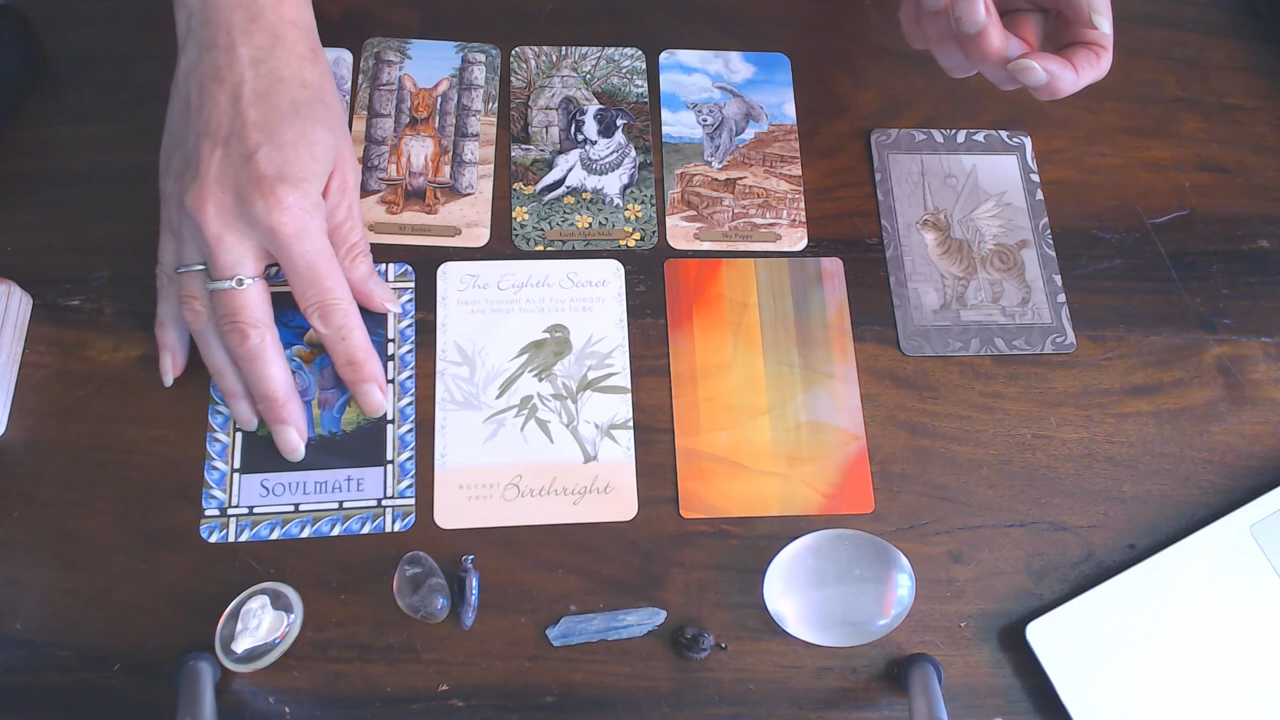 XI - Justice
Earth Alpha Male
Sky Puppy
The Eighth Secret
Treat Yourself As If You Already
Are What You'd Like to Be
Accept
your Birthright
SOULMATE